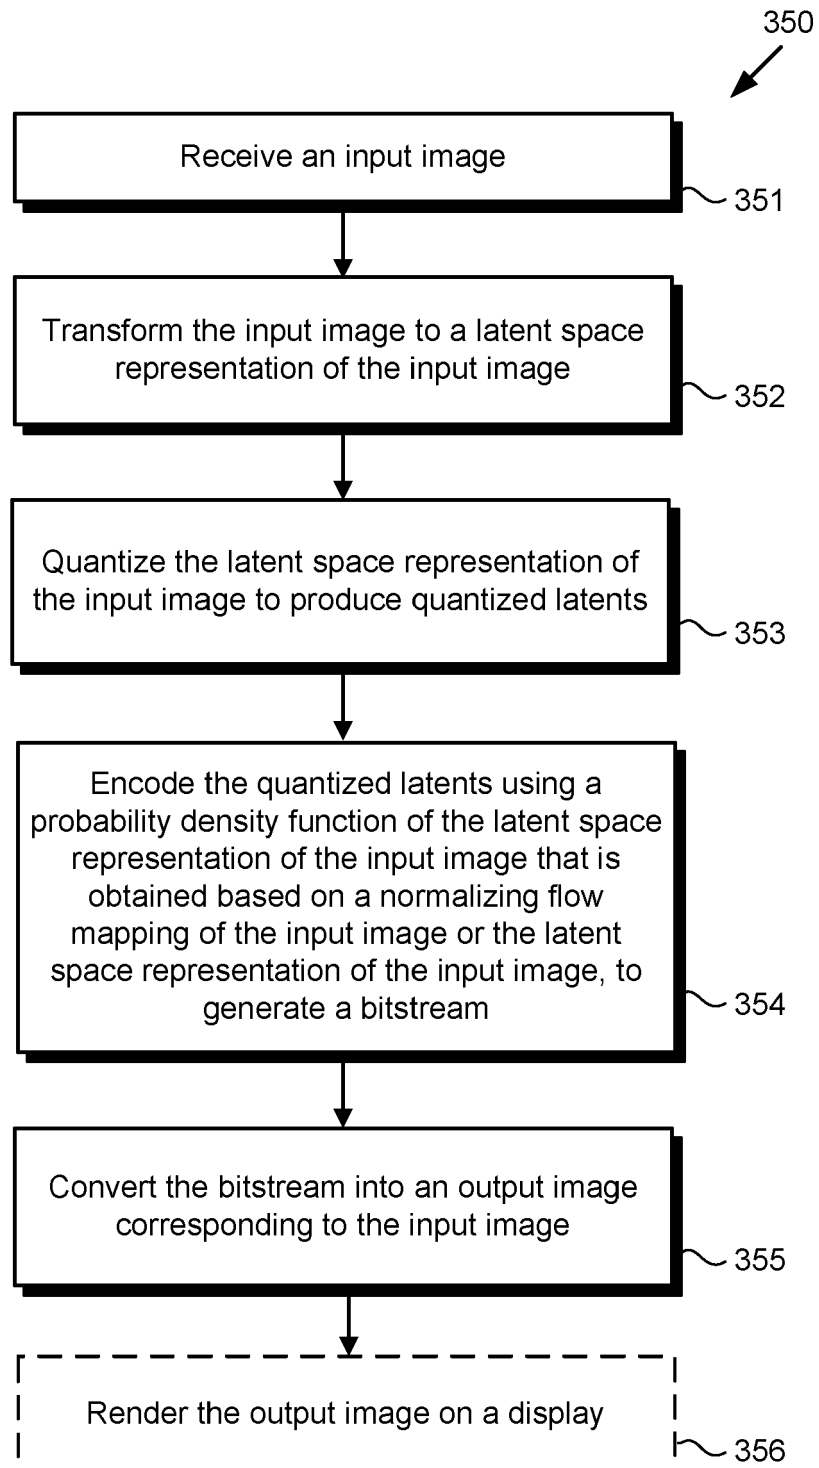 350
Receive an input image
351
Transform the input image to a latent space
representation of the input image
352
Quantize the latent space representation of
the input image to produce quantized latents
353
Encode the quantized latents using a
probability density function of the latent space
representation of the input image that is
obtained based on a normalizing flow
mapping of the input image or the latent
space representation of the input image, to
generate a bitstream
354
Convert the bitstream into an output image
corresponding to the input image
355
Render the output image on a display
356